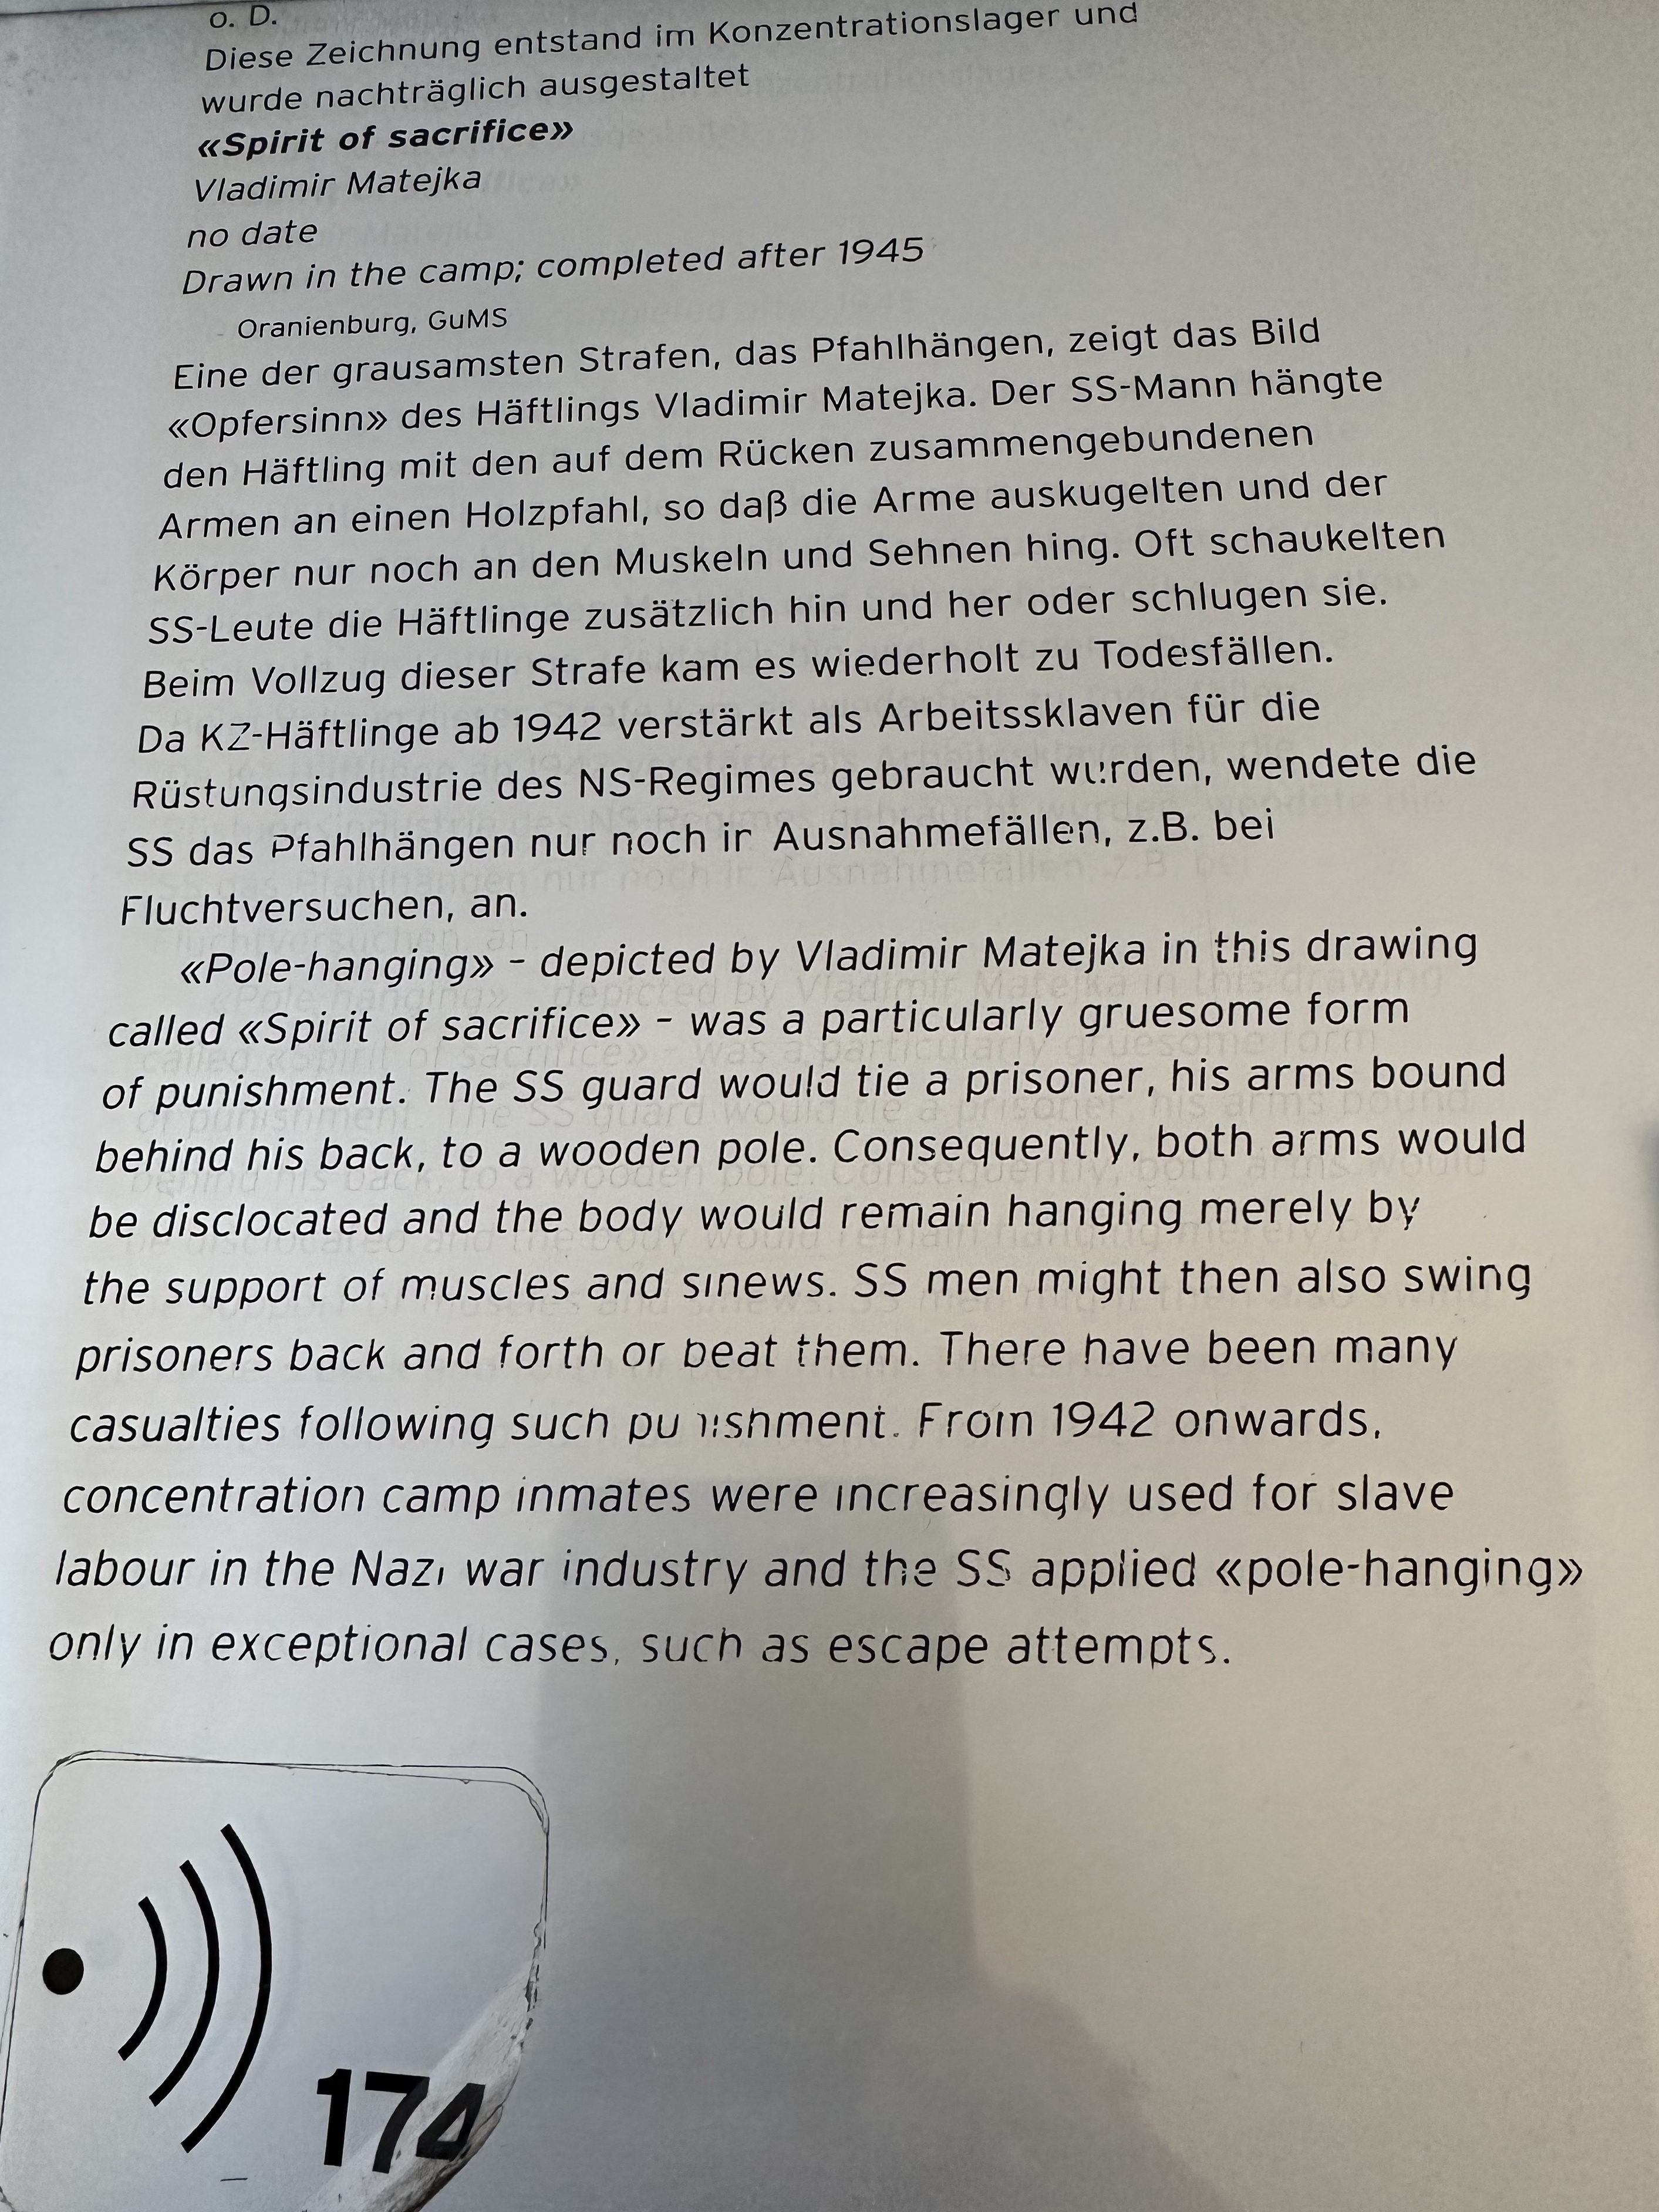 o. D.
Diese Zeichnung entstand im Konzentrationslager und
wurde nachträglich ausgestaltet
«Spirit of sacrifice»
Vladimir Matejka
no date
Drawn in the camp; completed after 1945
Oranienburg, GuMS
Eine der grausamsten Strafen, das Pfahlhängen, zeigt das Bild
«Opfersinn» des Häftlings Vladimir Matejka. Der SS-Mann hängte
den Häftling mit den auf dem Rücken zusammengebundenen
Armen an einen Holzpfahl, so daß die Arme auskugelten und der
Körper nur noch an den Muskeln und Sehnen hing. Oft schaukelten
SS-Leute die Häftlinge zusätzlich hin und her oder schlugen sie.
Beim Vollzug dieser Strafe kam es wiederholt zu Todesfällen.
Da KZ-Häftlinge ab 1942 verstärkt als Arbeitssklaven für die
Rüstungsindustrie des NS-Regimes gebraucht wurden, wendete die
SS das Pfahlhängen nur noch in Ausnahmefällen, z.B. bei
Fluchtversuchen, an.
«Pole-hanging» - depicted by Vladimir Matejka in this drawing
called «Spirit of sacrifice» - was a particularly gruesome form
of punishment. The SS guard would tie a prisoner, his arms bound
behind his back, to a wooden pole. Consequently, both arms would
be disclocated and the body would remain hanging merely by
the support of muscles and sinews. SS men might then also swing
prisoners back and forth or beat them. There have been many
casualties following such punishment. From 1942 onwards,
concentration camp inmates were increasingly used for slave
labour in the Nazi war industry and the SS applied «pole-hanging»
only in exceptional cases, such as escape attempts.
174